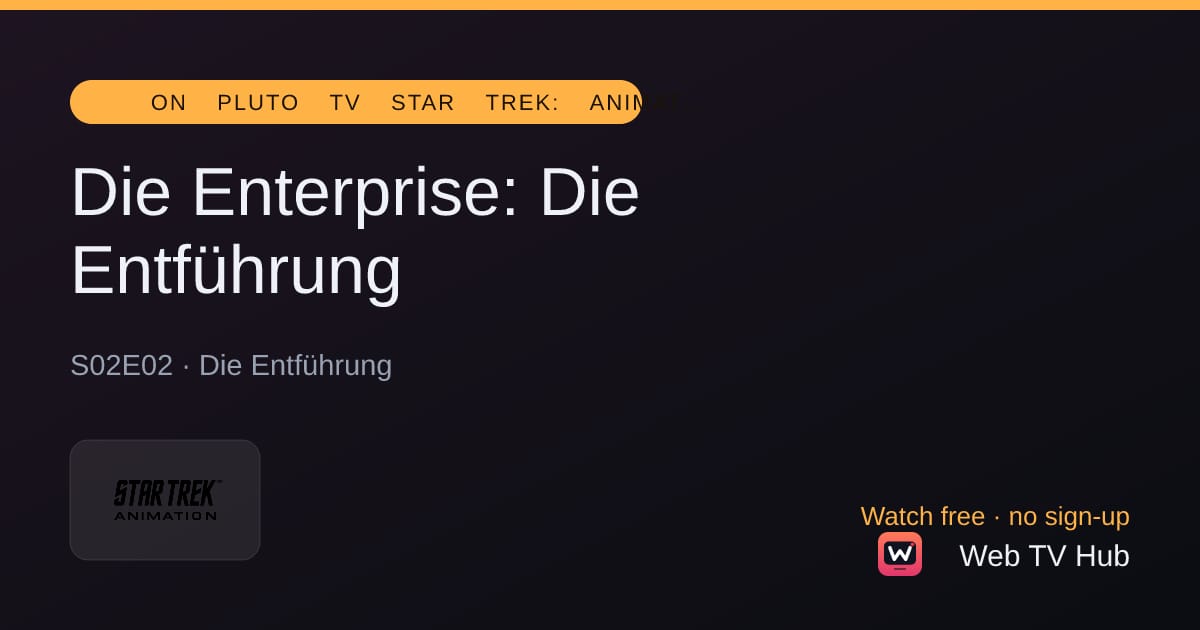 ON PLUTO TV STAR TREK:
Die Enterprise: Die
Entführung
S02E02 · Die Entführung
STAR TREK™
ANIMATION
Watch free · no sign-up
W
Web TV Hub